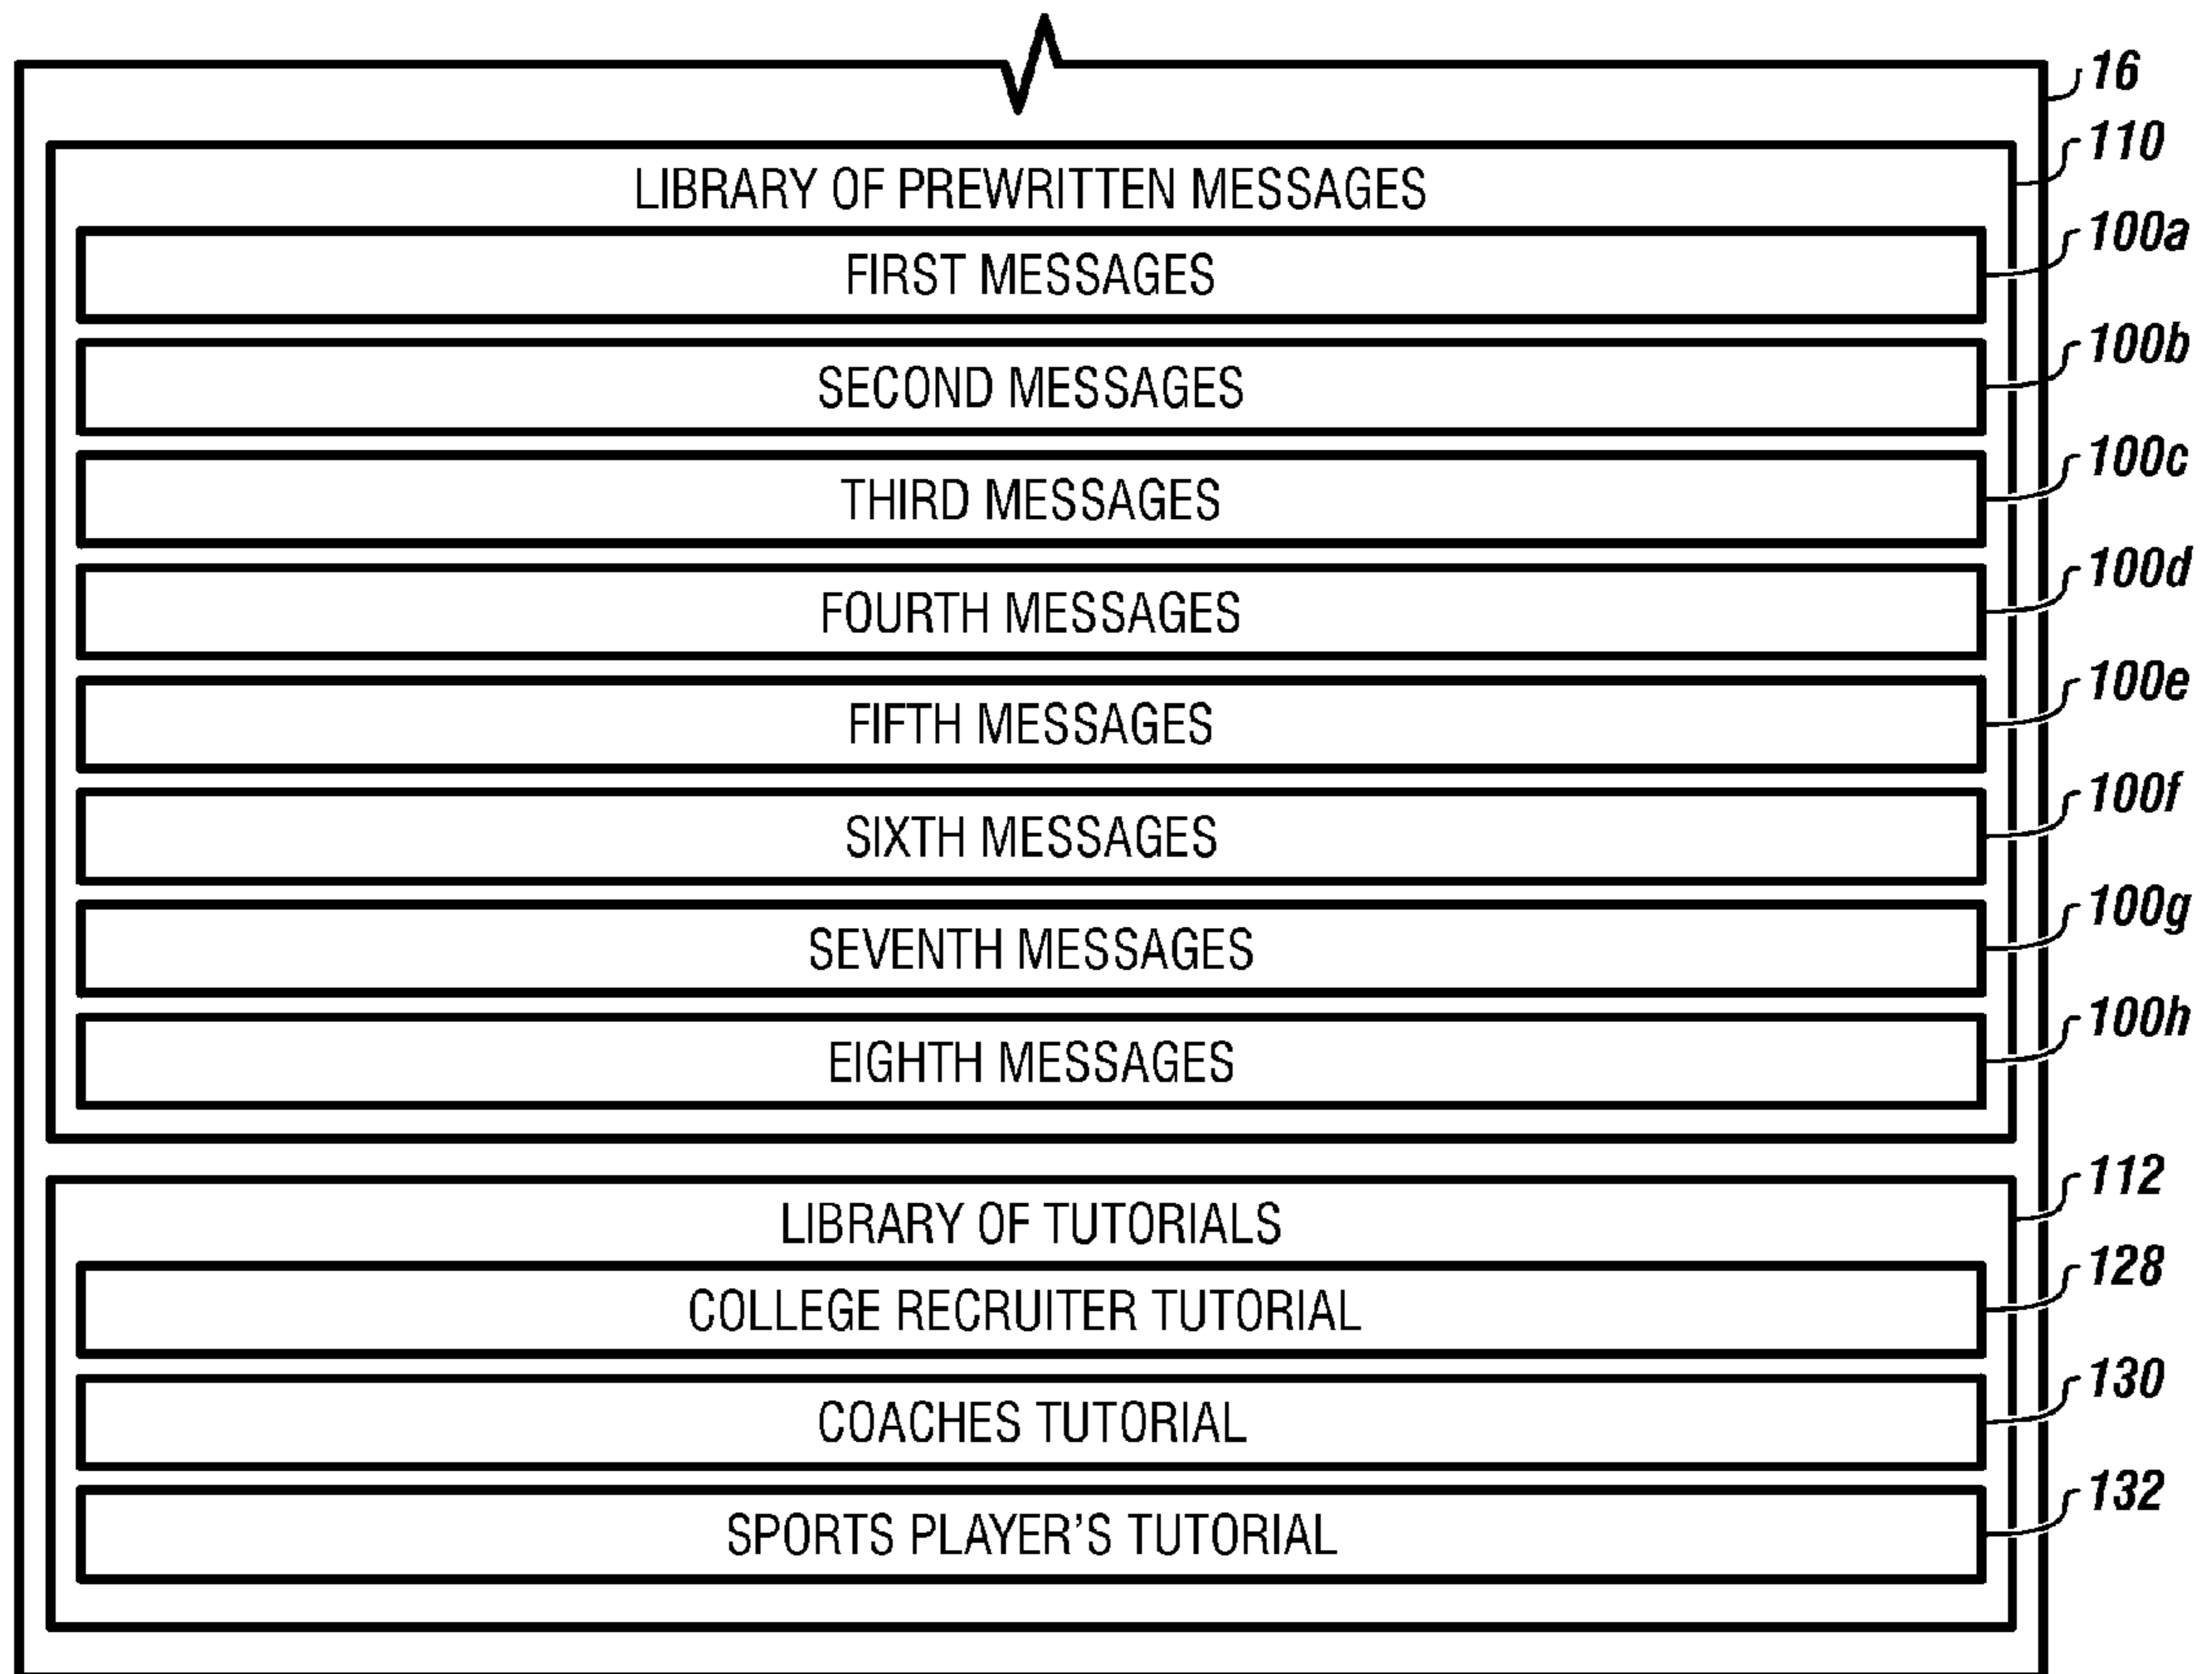 16
110
LIBRARY OF PREWRITTEN MESSAGES
100a
FIRST MESSAGES
100b
SECOND MESSAGES
100c
THIRD MESSAGES
100d
FOURTH MESSAGES
100e
FIFTH MESSAGES
100f
SIXTH MESSAGES
100g
SEVENTH MESSAGES
100h
EIGHTH MESSAGES
112
LIBRARY OF TUTORIALS
128
COLLEGE RECRUITER TUTORIAL
130
COACHES TUTORIAL
132
SPORTS PLAYER'S TUTORIAL